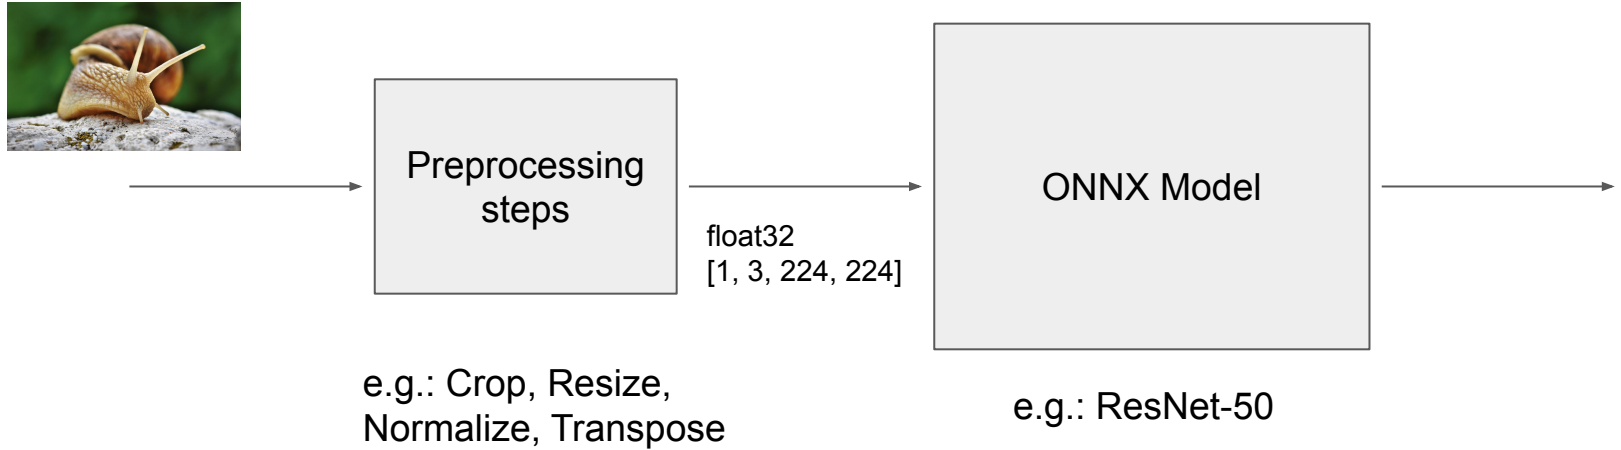 Preprocessing
steps
float32
[1, 3, 224, 224]
ONNX Model
e.g.: Crop, Resize,
Normalize, Transpose
e.g.: ResNet-50